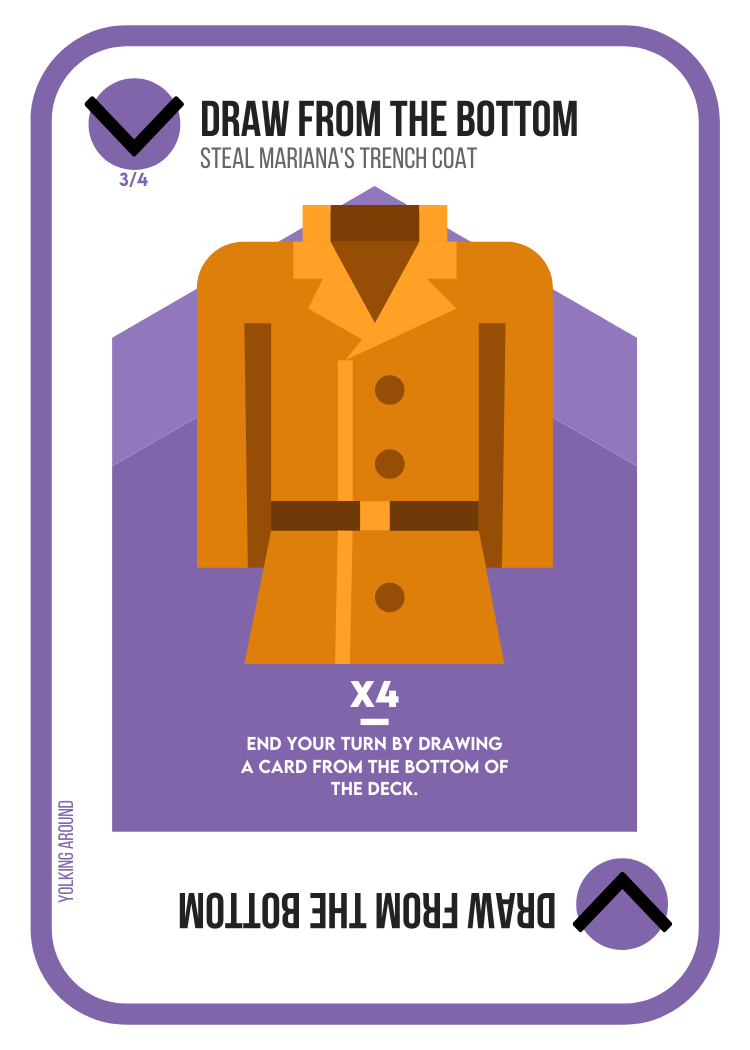 DRAW FROM THE BOTTOM
STEAL MARIANA'S TRENCH COAT
3/4
X4
END YOUR TURN BY DRAWING
A CARD FROM THE BOTTOM OF
THE DECK.
YOLKING AROUND
DRAW FROM THE BOTTOM